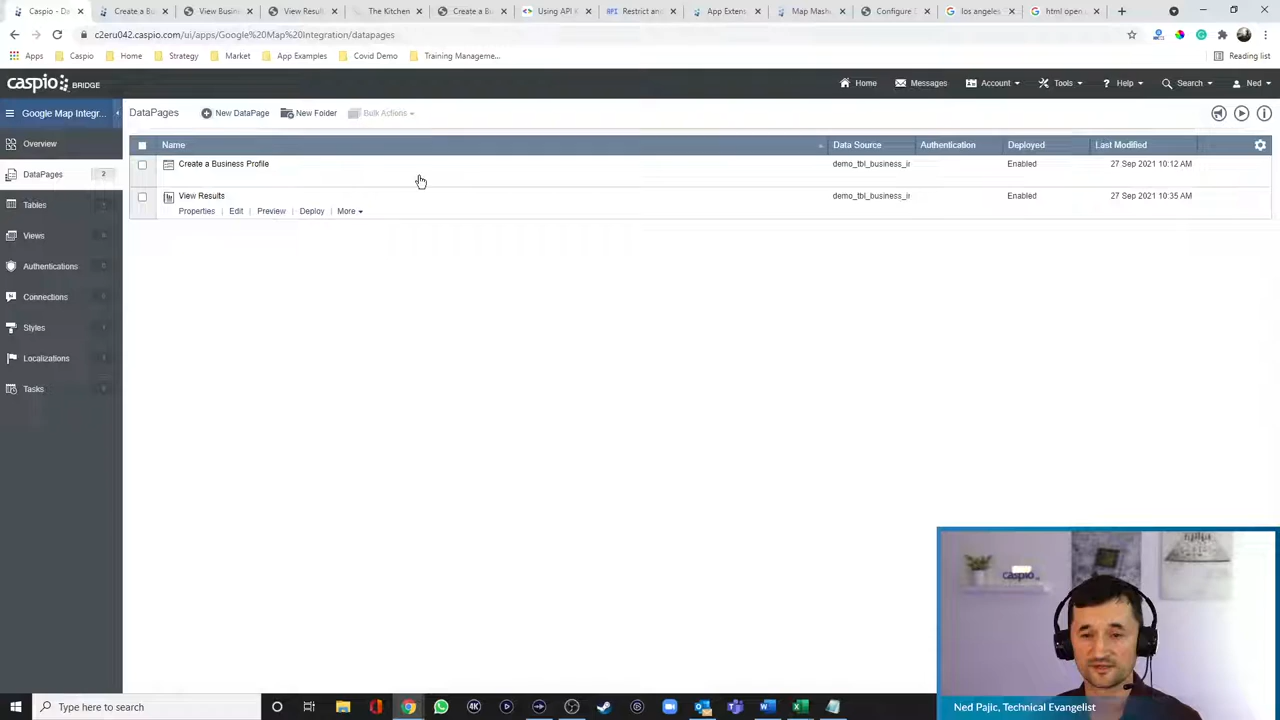 Caspio - Da
Create a Bu
View Busin
View Resul
The Kitchen
Create a Bu
Using API K
Restrict and
App Exten
Map Mashu
Configure
los angeles
html open
c2eru042.caspio.com/ui/apps/Google%20Map%20Integration/datapages
Apps
Caspio
Home
Strategy
Market
App Examples
Covid Demo
Training Manageme...
Reading list
caspio BRIDGE
Home
Messages
Account
Tools
? Help
Search
Ned
Google Map Integr...
DataPages
New DataPage
New Folder
Bulk Actions
Overview
DataPages 2
Tables
Views
Authentications
Connections
Styles
Localizations
Tasks
Name Data Source Authentication Deployed Last Modified
Create a Business Profile demo_tbl_business_ir Enabled 27 Sep 2021 10:12 AM
View Results demo_tbl_business_ir Enabled 27 Sep 2021 10:35 AM
Properties | Edit | Preview | Deploy | More
caspio
Ned Pajic, Technical Evangelist
Type here to search